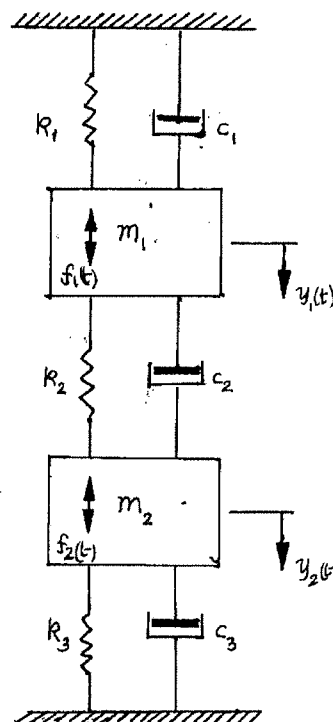 k₁
c₁
m₁
f₁(t)
y₁(t)
k₂
c₂
m₂
f₂(t)
y₂(t
k₃
c₃